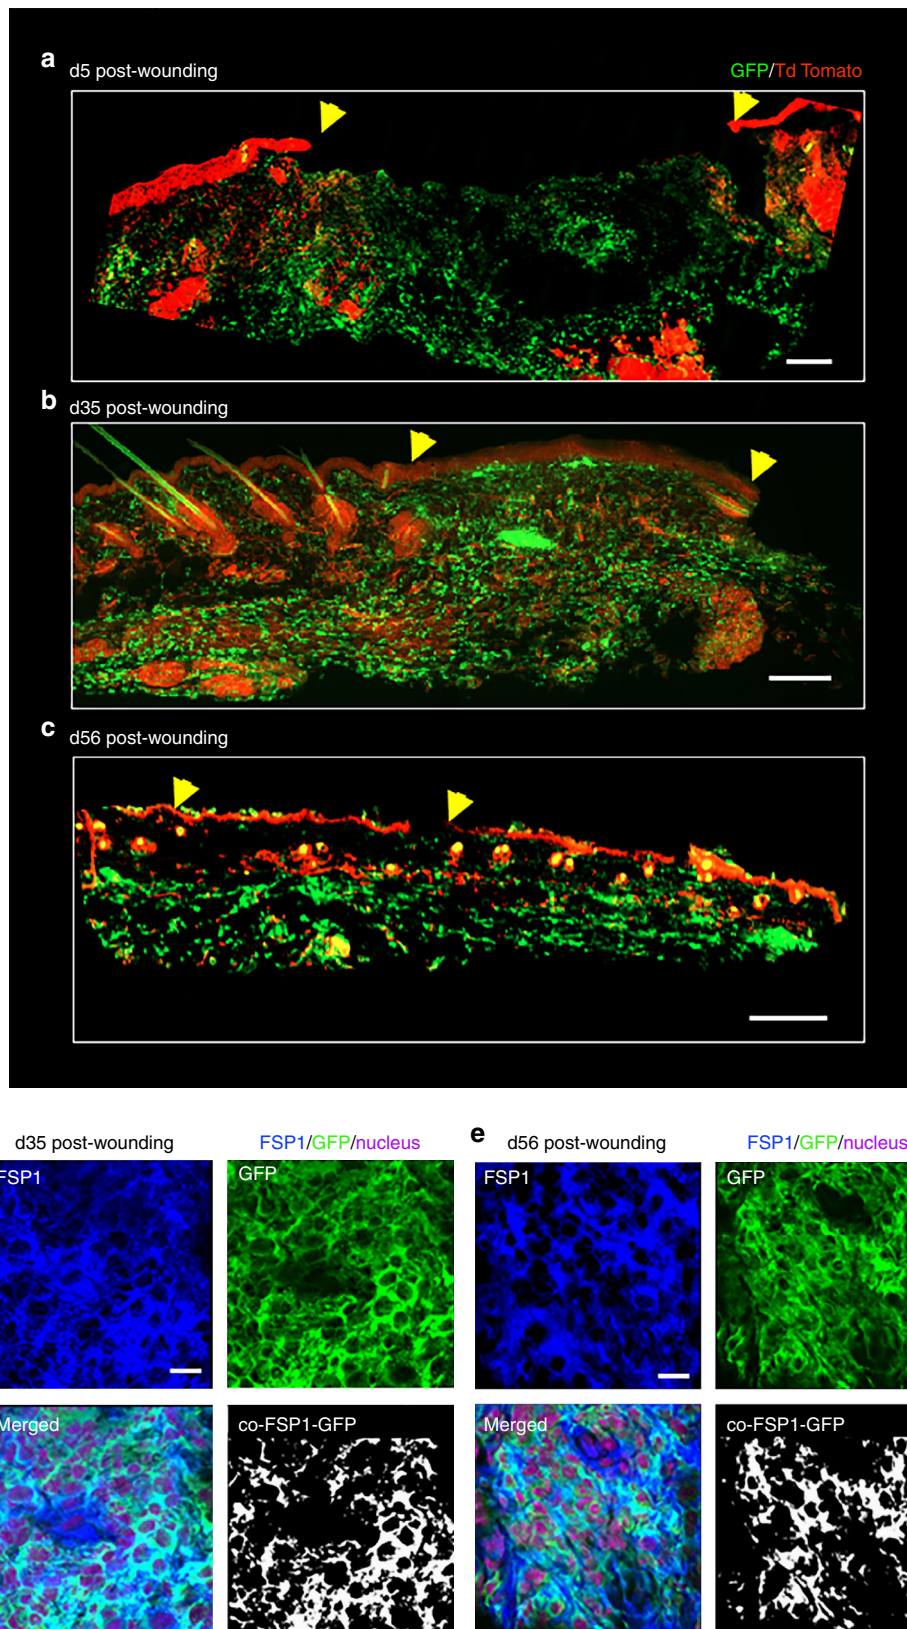 a
d5 post-wounding
GFP/Td Tomato
b
d35 post-wounding
c
d56 post-wounding
d35 post-wounding
FSP1/GFP/nucleus
e
d56 post-wounding
FSP1/GFP/nucleus
FSP1
GFP
FSP1
GFP
Merged
co-FSP1-GFP
Merged
co-FSP1-GFP